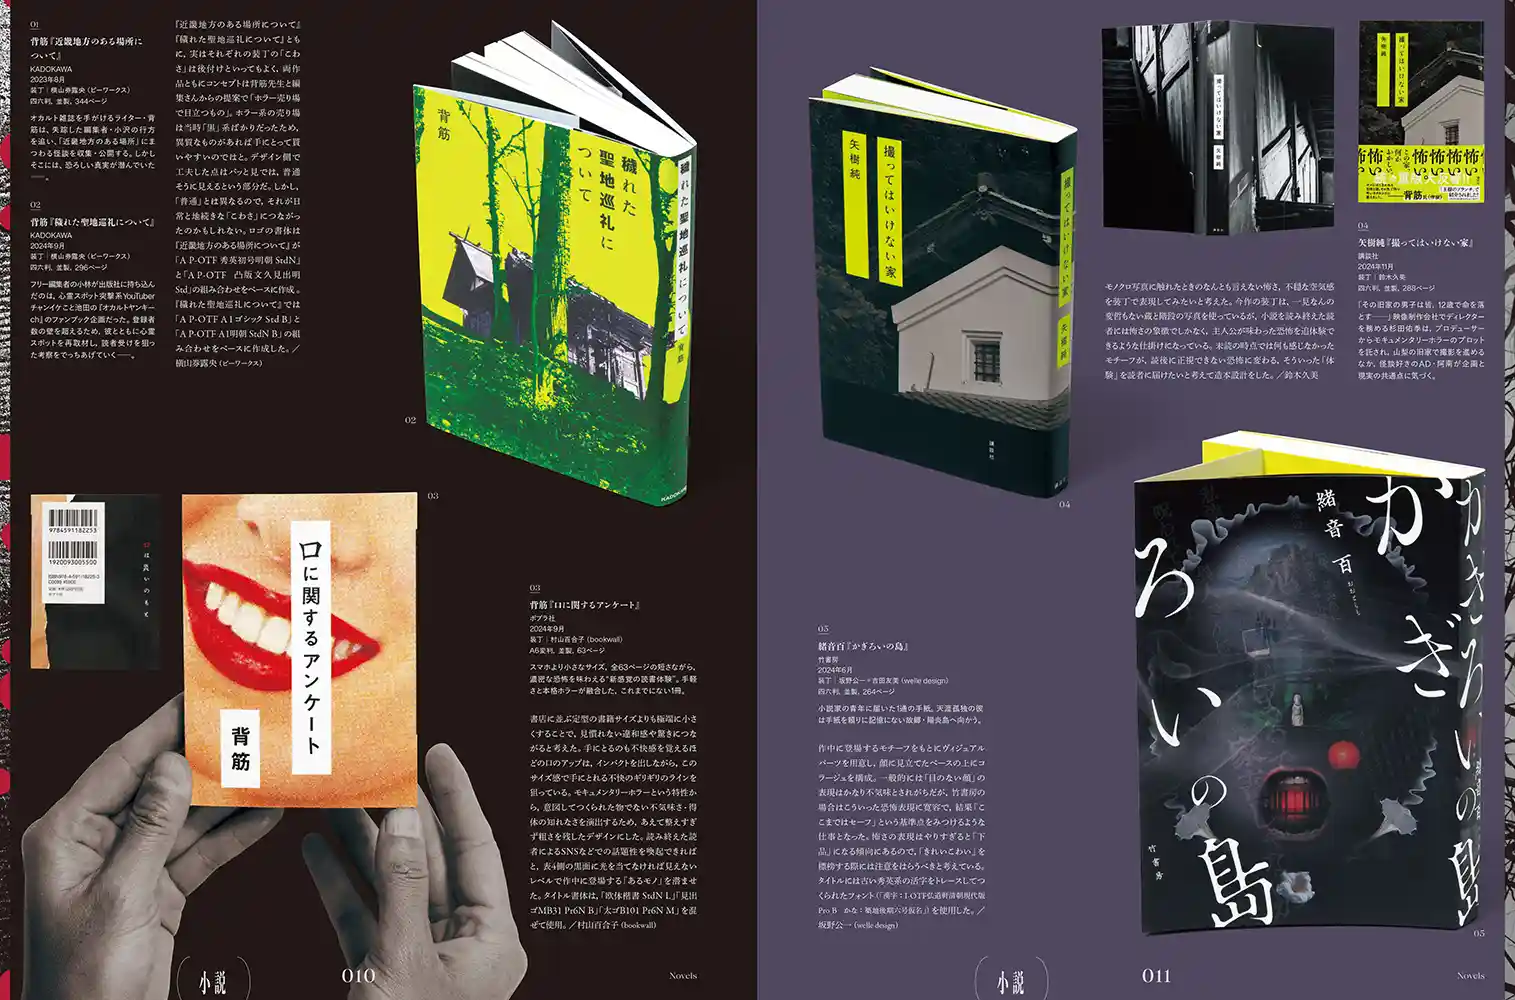 01
背筋『近畿地方のある場所に
ついて』
KADOKAWA
2023年8月
装丁｜横山券露央（ビーワークス）
四六判, 並製, 344ページ
オカルト雑誌を手がけるライター・背
筋は、失踪した編集者・小沢の行方
を追い、「近畿地方のある場所」にま
つわる怪談を収集・公開する。しかし
そこには、恐ろしい真実が潜んでいた
──。
02
背筋『穢れた聖地巡礼について』
KADOKAWA
2024年9月
装丁｜横山券露央（ビーワークス）
四六判, 並製, 296ページ
フリー編集者の小林が出版社に持ち込ん
だのは、心霊スポット突撃系YouTuber
チャンイケこと池田の『オカルトヤンキー
ch』のファンブック企画だった。登録者
数の壁を超えるため、彼とともに心霊
スポットを再取材し、読者受けを狙っ
た考察をでっちあげていく──。
『近畿地方のある場所について』
『穢れた聖地巡礼について』ととも
に、実はそれぞれの装丁の「こわ
さ」は後付けといってもよく、両作
品ともにコンセプトは背筋先生と編
集さんからの提案で「ホラー売り場
で目立つもの」。ホラー系の売り場
は当時「黒」系ばかりだったため、
異質なものがあれば手にとって買
いやすいのではと。デザイン側で
工夫した点はパッと見では、普通
そうに見えるという部分だ。しかし、
「普通」とは異なるので、それが日
常と地続きな「こわさ」につながっ
たのかもしれない。ロゴの書体は
『近畿地方のある場所について』が
「A P-OTF 秀英初号明朝 StdN」
と「A P-OTF 凸版文久見出明
Std」の組み合わせをベースに作成。
『穢れた聖地巡礼について』では
「A P-OTF A1ゴシック Std B」と
「A P-OTF A1明朝 StdN B」の組
み合わせをベースに作成した。／
横山券露央（ビーワークス）
背筋
穢れた
聖地巡礼に
ついて
穢れた聖地巡礼について
背筋
KADOKAWA
02
9784591182253
1920093005500
口は災いのもと
口に関するアンケート
背筋
03
03
背筋『口に関するアンケート』
ポプラ社
2024年9月
装丁｜村山百合子（bookwall）
A6変判, 並製, 63ページ
スマホより小さなサイズ、全63ページの短さながら、
濃密な恐怖を味わえる“新感覚の読書体験”。手軽
さと本格ホラーが融合した、これまでにない1冊。
書店に並ぶ定型の書籍サイズよりも極端に小さ
くすることで、見慣れない違和感や驚きにつな
がると考えた。手にとるのも不快感を覚えるほ
どの口のアップは、インパクトを出しながら、この
サイズ感で手にとれる不快のギリギリのラインを
狙っている。モキュメンタリーホラーという特性か
ら、意図してつくられた物でない不気味さ・得
体の知れなさを演出するため、あえて整えすぎ
ず粗さを残したデザインにした。読み終えた読
者によるSNSなどでの話題性を喚起できれば
と、表4側の黒面に光を当てなければ見えない
レベルで作中に登場する「あるモノ」を潜ませ
た。タイトル書体は、「欣体楷書 StdN L」「見出
ゴMB31 Pr6N B」「太ゴB101 Pr6N M」を混
ぜて使用。／村山百合子（bookwall）
小説
010
Novels
撮ってはいけない家
矢樹純
撮ってはいけない家
矢樹純
講談社
04
撮ってはいけない家
矢樹純
撮ってはいけない家
矢樹純
この家、
何か
おかしい。
怖い怖い怖い怖い
背筋
04
矢樹純『撮ってはいけない家』
講談社
2024年11月
装丁｜鈴木久美
四六判, 並製, 288ページ
「その旧家の男子は皆、12歳で命を落
とす──」映像制作会社でディレクター
を務める杉田佑季は、プロデューサー
からモキュメンタリーホラーのプロット
を託され、山梨の旧家で撮影を進める
なか、怪談好きのAD・阿南が企画と
現実の共通点に気づく。
モノクロ写真に触れたときのなんとも言えない怖さ、不穏な空気感
を装丁で表現してみたいと考えた。今作の装丁は、一見なんの
変哲もない蔵と階段の写真を使っているが、小説を読み終えた読
者には怖さの象徴でしかなく、主人公が味わった恐怖を追体験で
きるような仕掛けになっている。未読の時点では何も感じなかった
モチーフが、読後に正視できない恐怖に変わる、そういった「体
験」を読者に届けたいと考えて造本設計をした。／鈴木久美
05
緒音百『かぎろいの島』
竹書房
2024年6月
装丁｜坂野公一＋吉田友美（welle design）
四六判, 並製, 264ページ
小説家の青年に届いた1通の手紙。天涯孤独の彼
は手紙を頼りに記憶にない故郷・陽炎島へ向かう。
作中に登場するモチーフをもとにヴィジュアル
パーツを用意し、顔に見立てたベースの上にコ
ラージュを構成。一般的には「目のない顔」の
表現はかなり不気味とされがちだが、竹書房の
場合はこういった恐怖表現に寛容で、結果「こ
こまではセーフ」という基準点をみつけるような
仕事となった。怖さの表現はやりすぎると「下
品」になる傾向にあるので、「きれいこわい」を
標榜する際には注意をはらうべきと考えている。
タイトルには古い秀英系の活字をトレースしてつ
くられたフォント（「漢字：I-OTF弘道軒清朝現代版
Pro B かな：築地後期六号仮名」）を使用した。／
坂野公一（welle design）
緒音百
おおともも
かぎろいの島
竹書房
かぎろいの島
05
小説
011
Novels